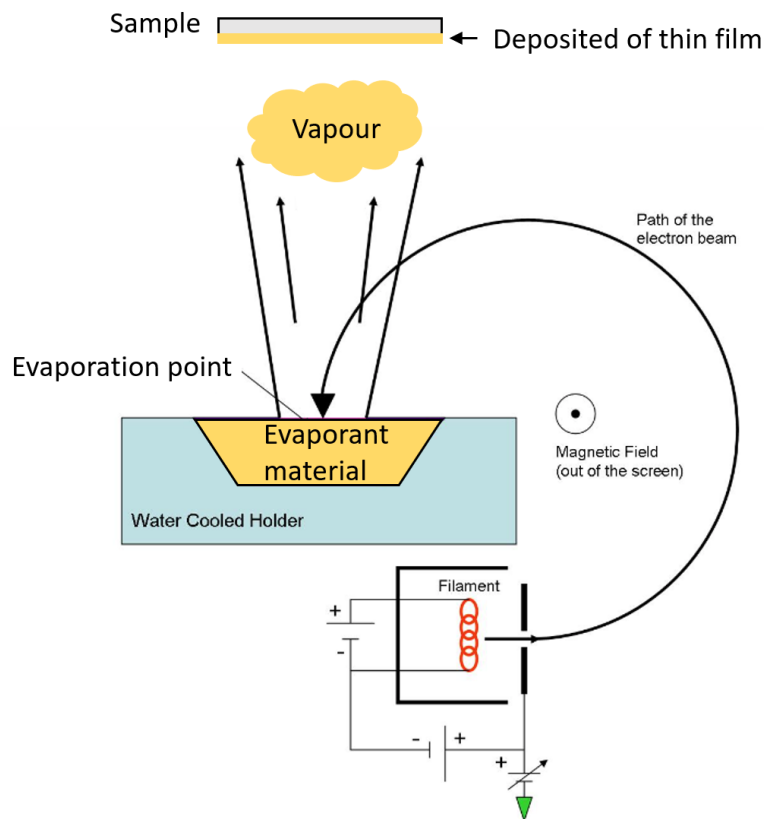 Sample
Deposited of thin film
Vapour
Path of the
electron beam
Evaporation point
Evaporant
material
Magnetic Field
(out of the screen)
Water Cooled Holder
Filament
+
-
- +
+